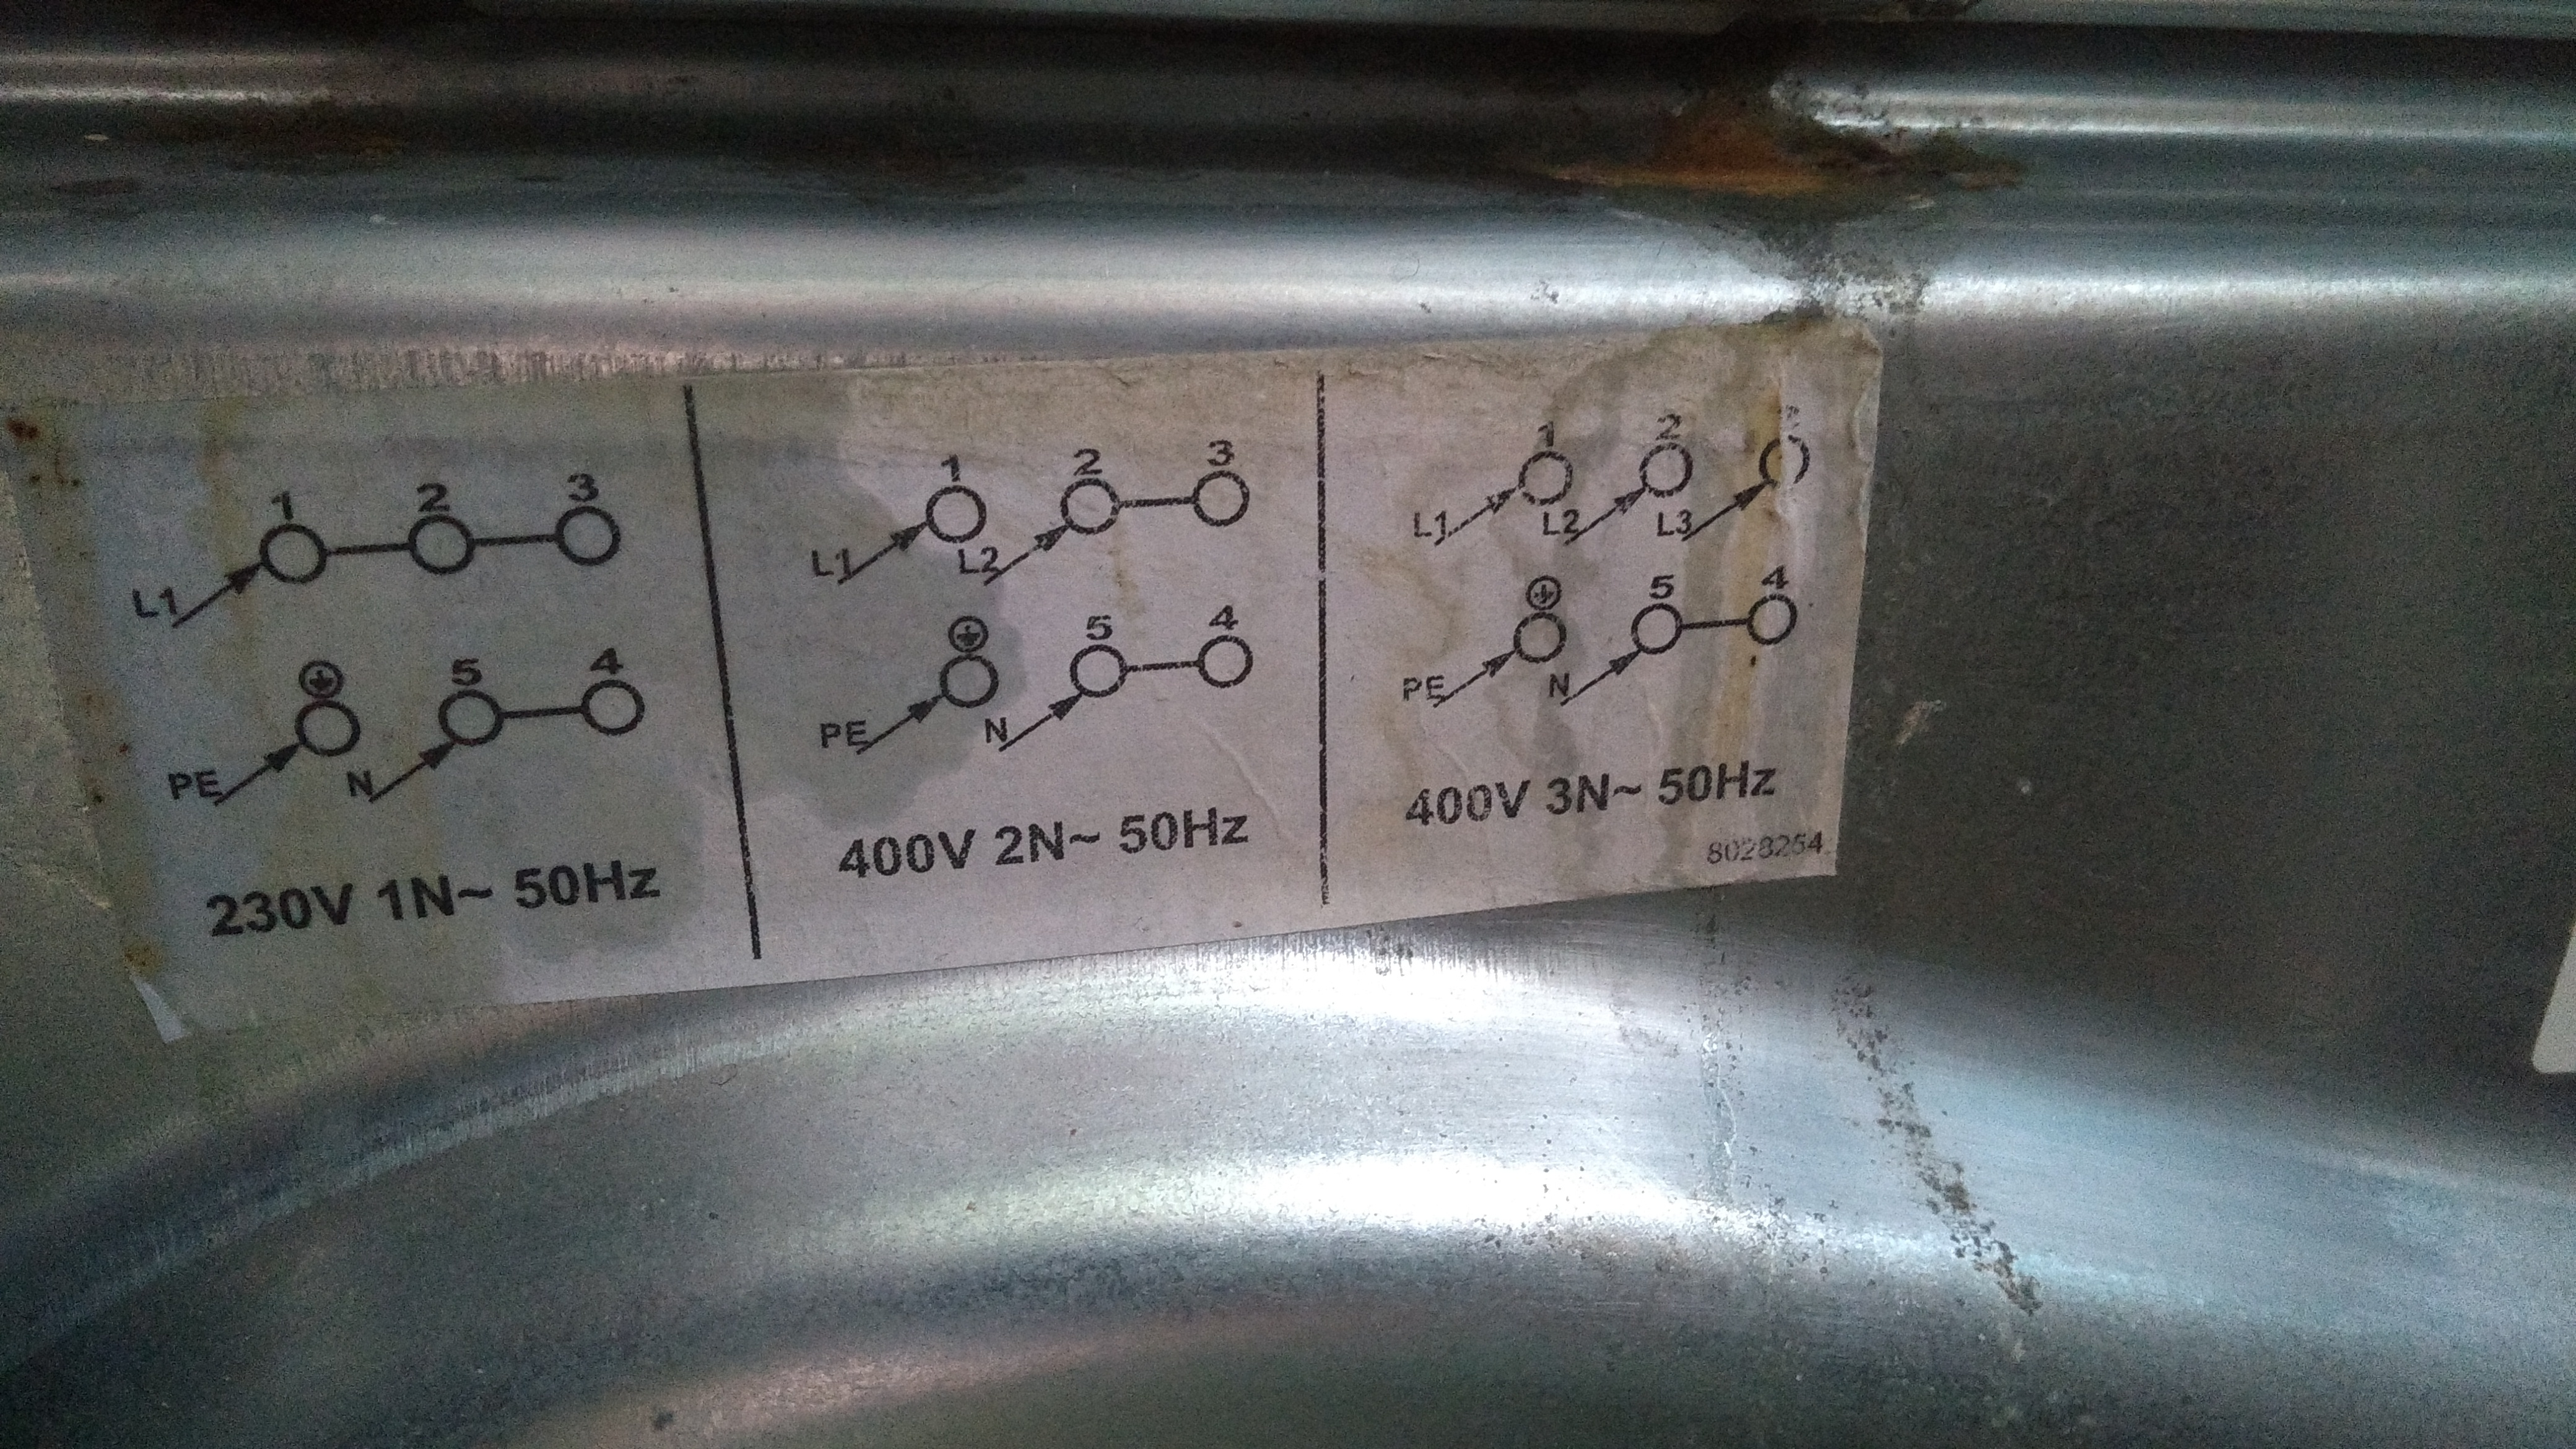 1 2 3
L1
5 4
PE N
230V 1N~ 50Hz
1 2 3
L1 L2
5 4
PE N
400V 2N~ 50Hz
1 2
L1 L2 L3
5 4
PE N
400V 3N~ 50Hz
8028254